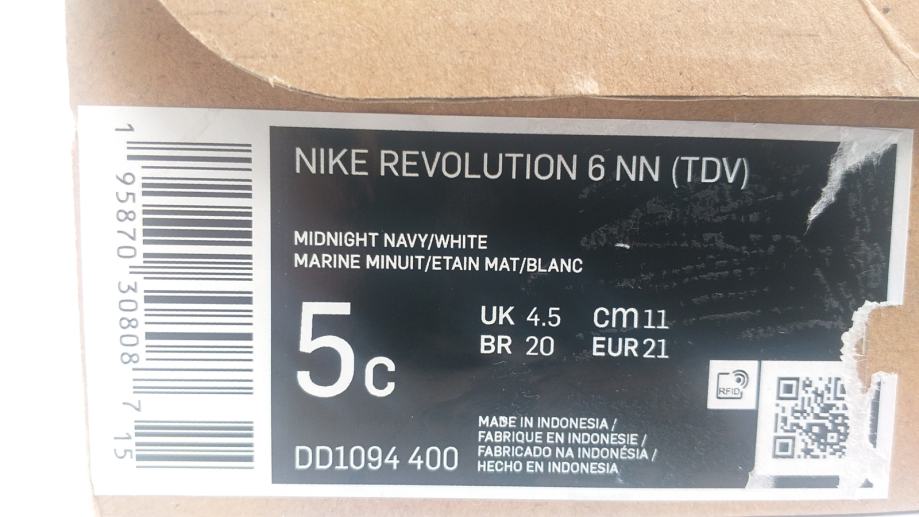 NIKE REVOLUTION 6 NN (TDV)
MIDNIGHT NAVY/WHITE
MARINE MINUIT/ETAIN MAT/BLANC
5c
UK 4.5 cm 11
BR 20 EUR 21
DD1094 400
MADE IN INDONESIA /
FABRIQUE EN INDONESIE /
FABRICADO NA INDONÉSIA /
HECHO EN INDONESIA
RFID
1 95870 30808 7 15